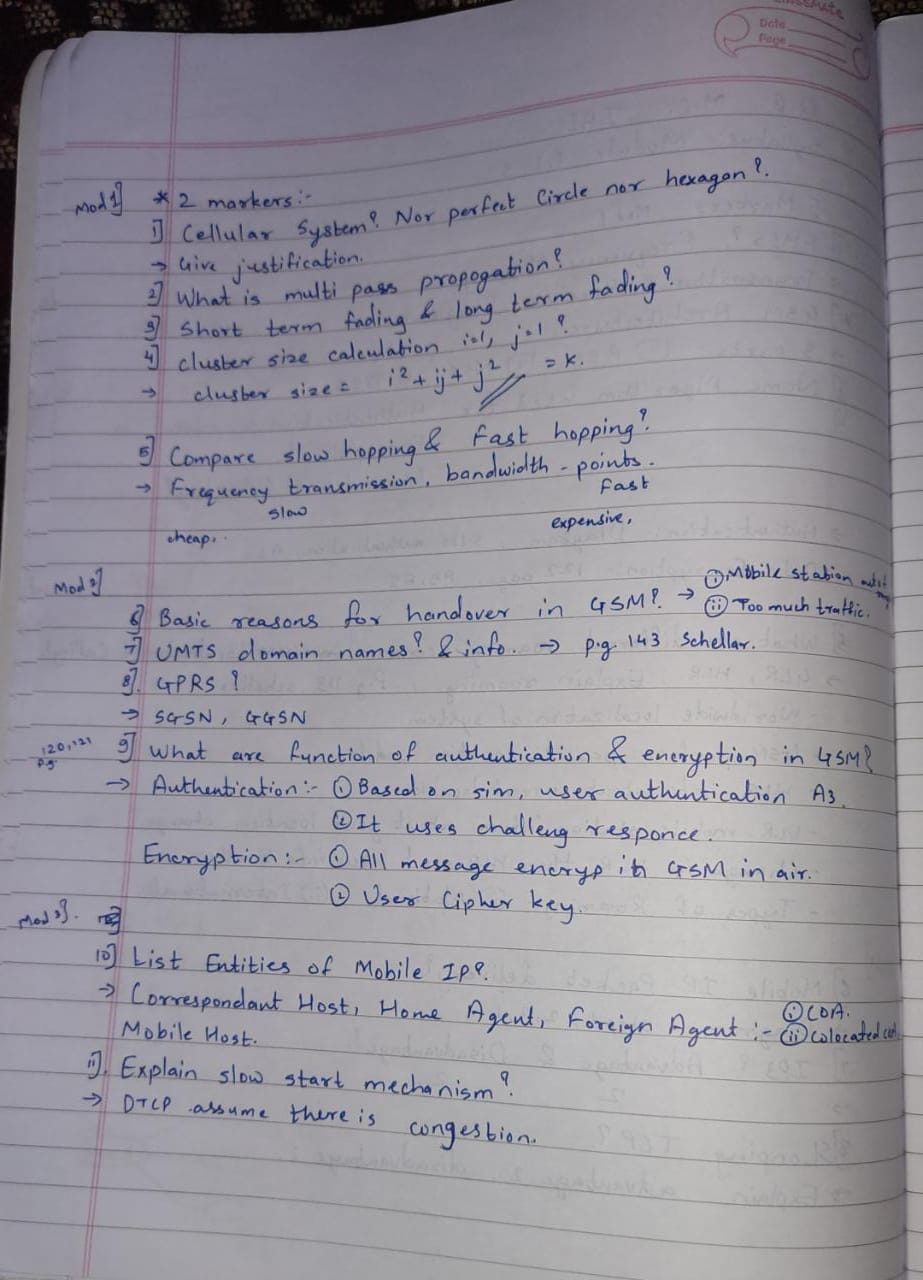 classmate
Date
Page
Mod 1] * 2 markers:-
1] Cellular System? Nor perfect Circle nor hexagon?
→ Give justification.
2] What is multi pass propogation?
3] Short term fading & long term fading?
4] cluster size calculation i=1, j=1?
→ cluster size = i²+ij+j² = K.
5] Compare slow hopping & fast hopping?
→ Frequency transmission, bandwidth - points.
slow fast
cheap, expensive,
Mod 2]
6] Basic reasons for handover in GSM? → ① Mobile station
ⓘⓘ Too much traffic.
7] UMTS domain names? & info. → p.g. 143 Schellar.
8]. GPRS?
→ SGSN, GGSN
120,121 p.g 9] What are function of authentication & encryption in GSM?
→ Authentication:- ① Based on sim, user authuntication A3.
② It uses challeng responce.
Encryption:- ① All message encryp in GSM in air.
② User Cipher key.
Mod 3].
10] List Entities of Mobile IP?
→ Correspondant Host, Home Agent, Foreign Agent:- ① COA.
Mobile Host. ⓘⓘ colocated
11]. Explain slow start mechanism?
→ DTCP assume there is congestion.